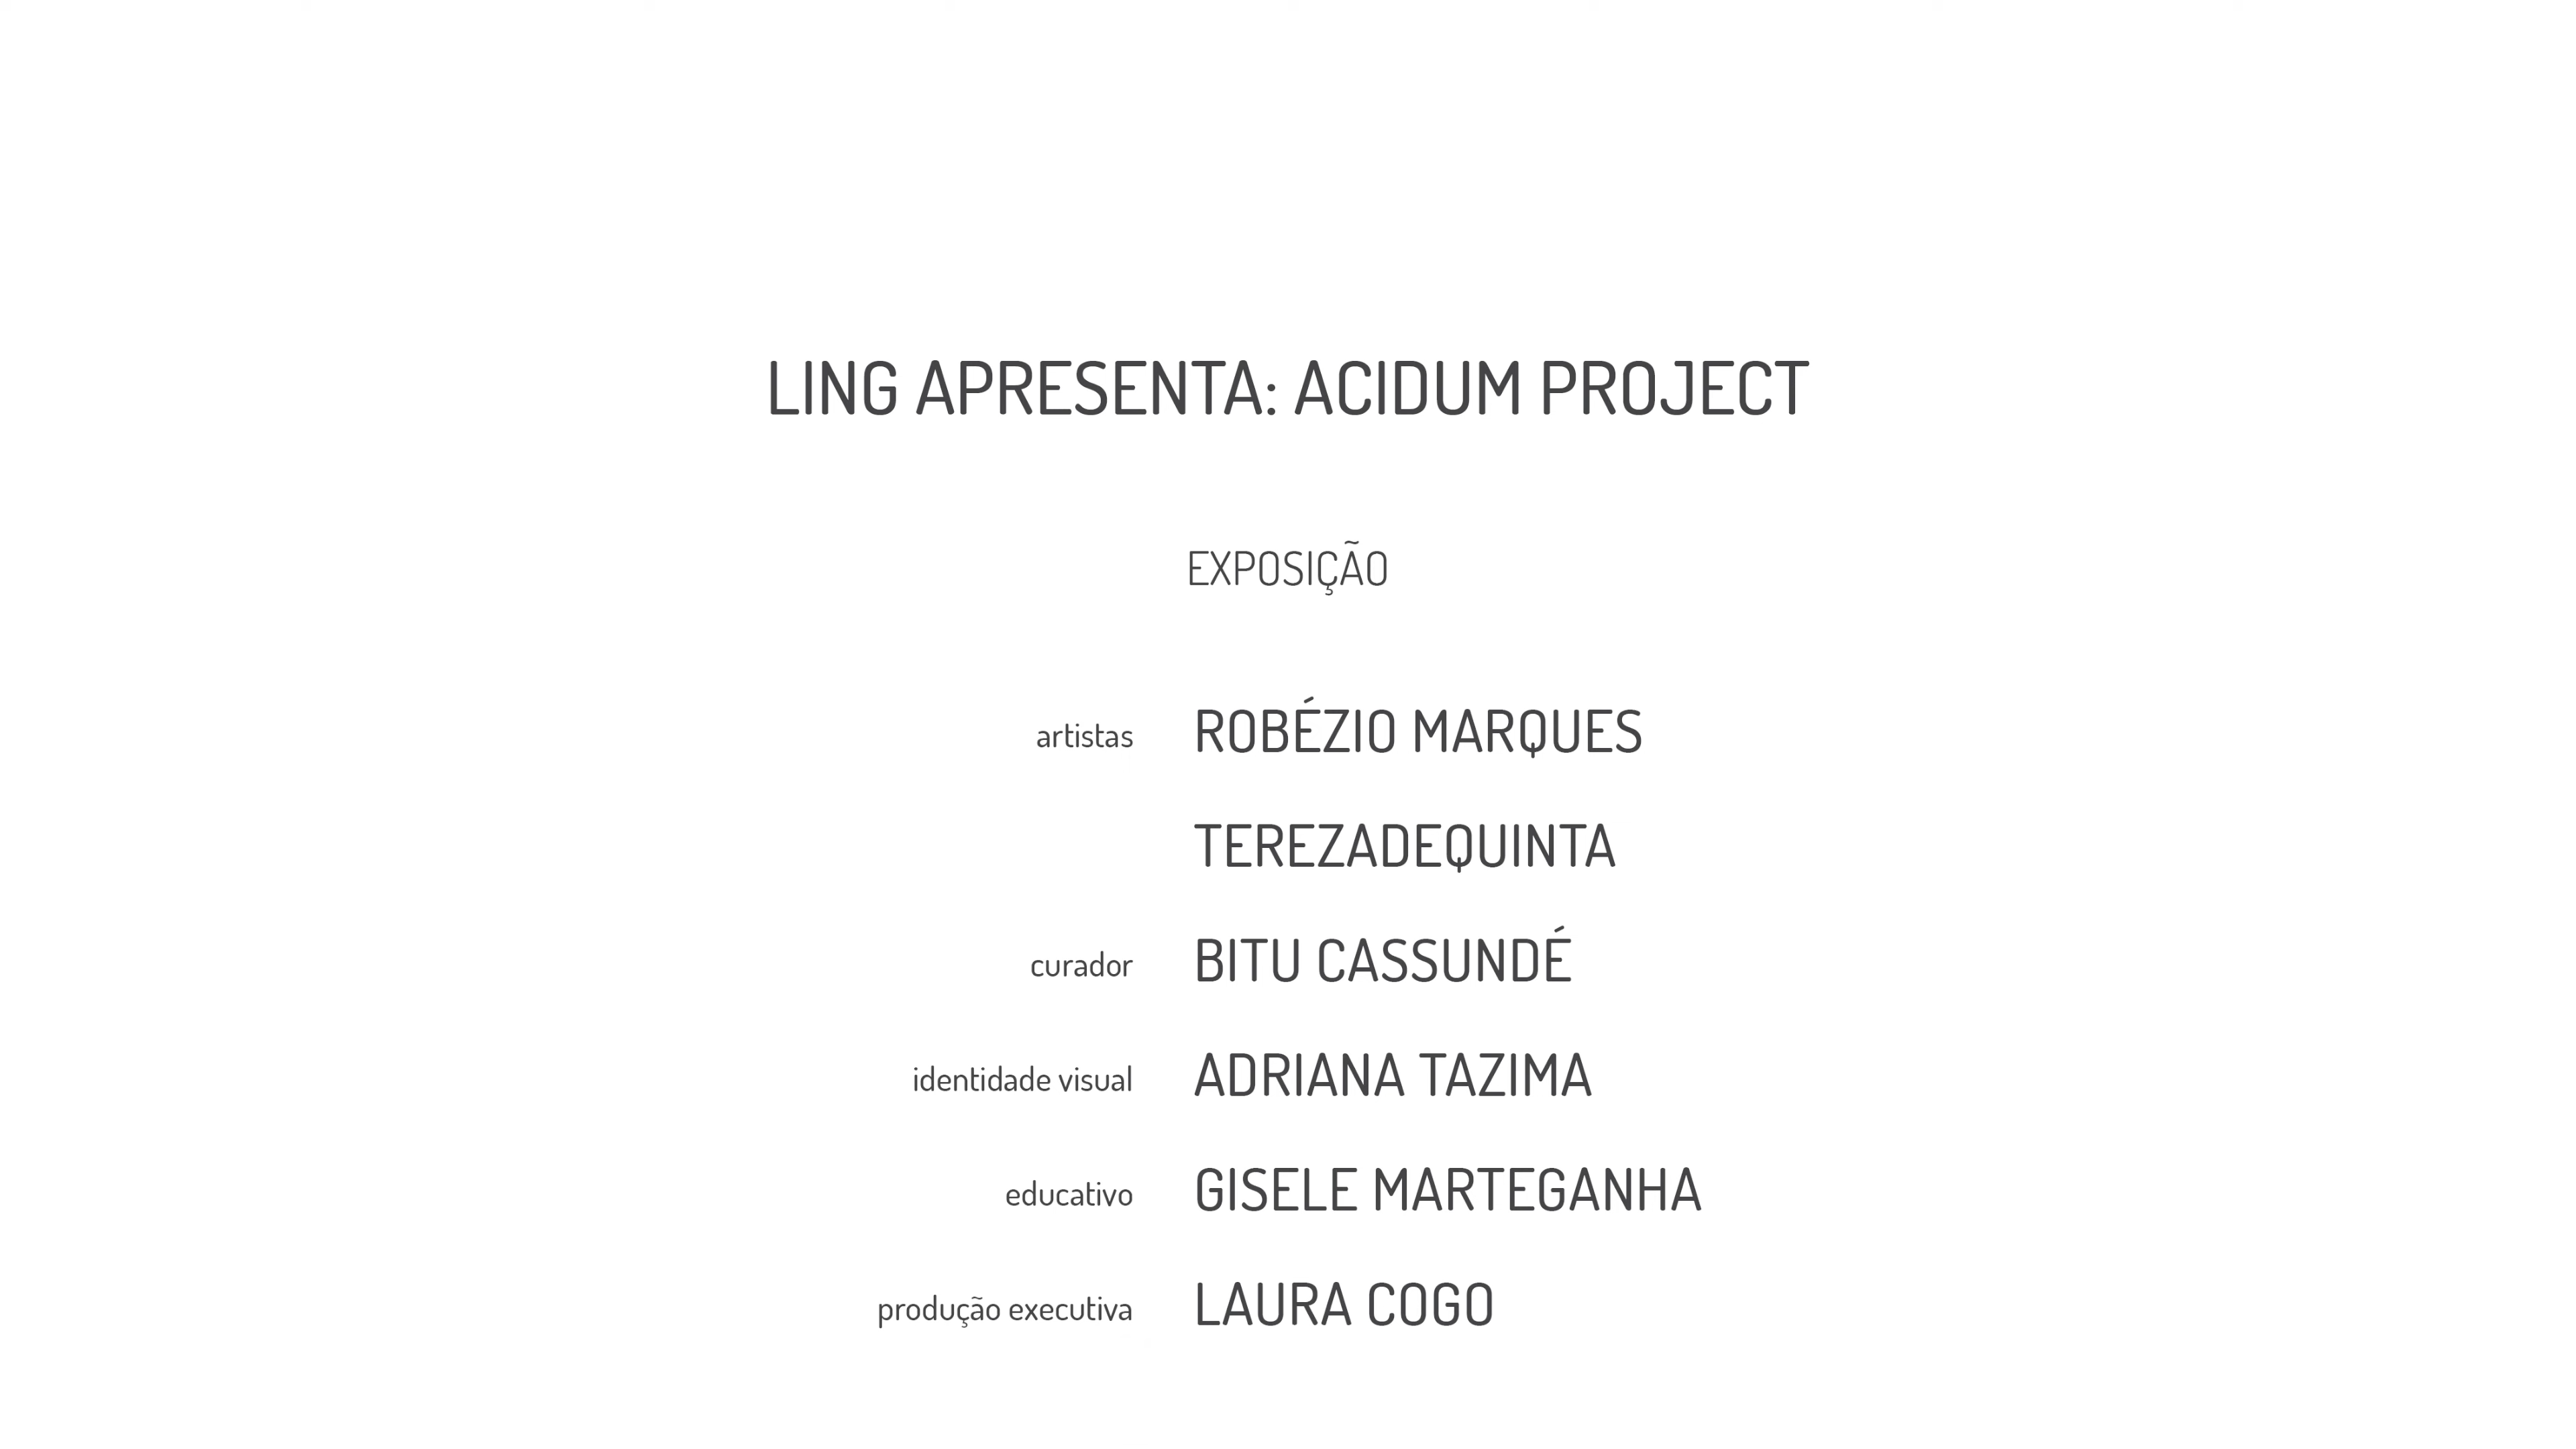 LING APRESENTA: ACIDUM PROJECT
EXPOSIÇÃO
artistas ROBÉZIO MARQUES
TEREZADEQUINTA
curador BITU CASSUNDÉ
identidade visual ADRIANA TAZIMA
educativo GISELE MARTEGANHA
produção executiva LAURA COGO